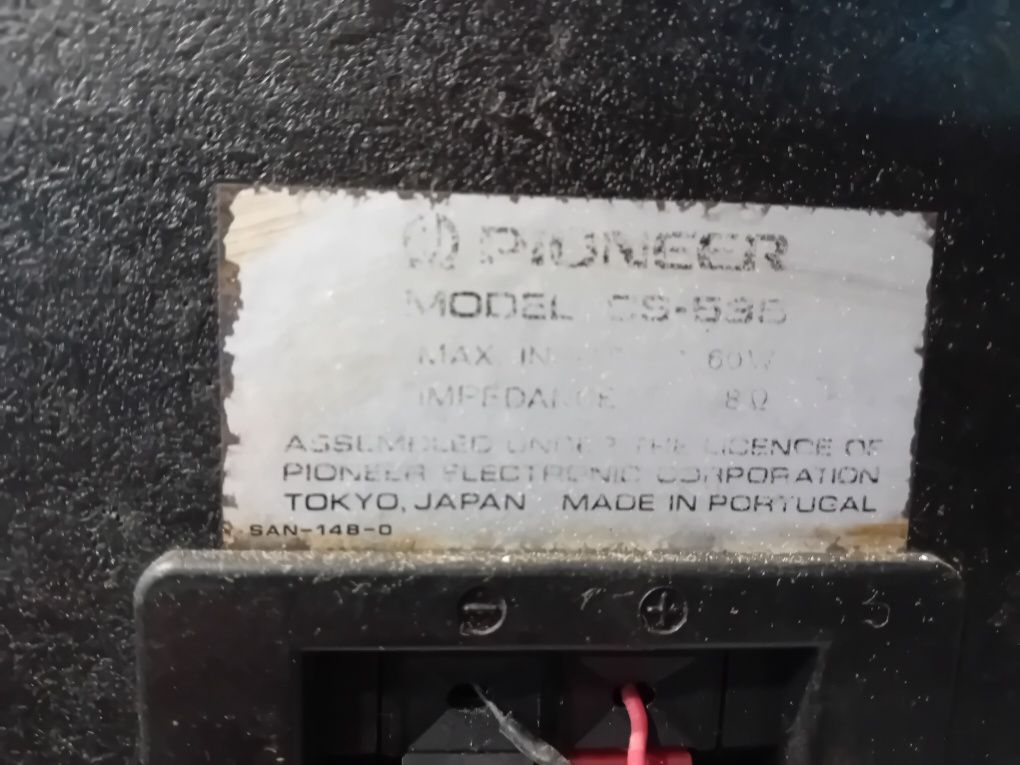 PIONEER
MODEL CS-535
MAX. INPUT 60W
IMPEDANCE 8Ω
ASSEMBLED UNDER THE LICENCE OF
PIONEER ELECTRONIC CORPORATION
TOKYO, JAPAN MADE IN PORTUGAL
SAN-148-0
- +